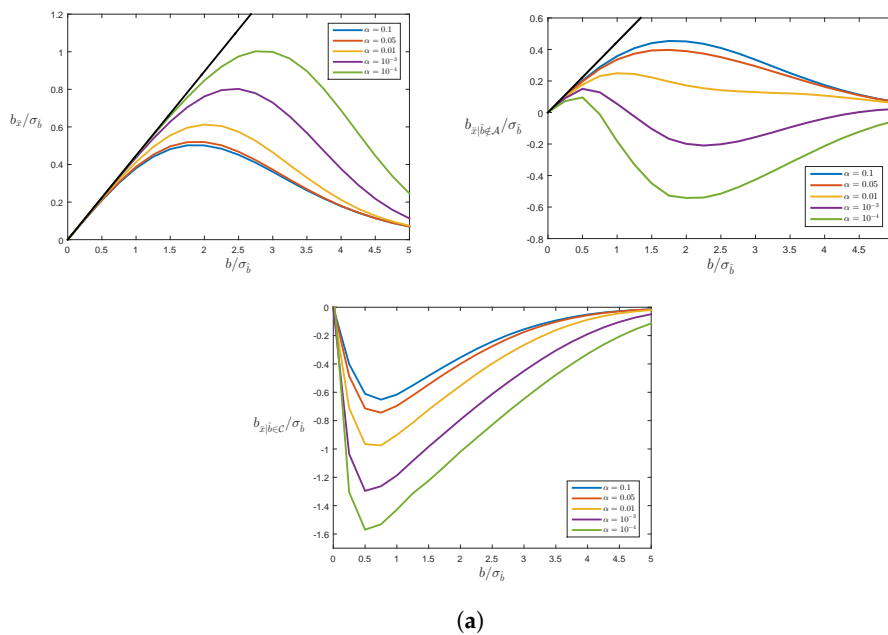 b_x̄/σ_b̂
1.2
1
0.8
0.6
0.4
0.2
0
0 0.5 1 1.5 2 2.5 3 3.5 4 4.5 5
b/σ_b̂
α = 0.1
α = 0.05
α = 0.01
α = 10⁻³
α = 10⁻⁴
b_x̄|b̂∉𝒜/σ_b̂
0.6
0.4
0.2
0
-0.2
-0.4
-0.6
-0.8
0 0.5 1 1.5 2 2.5 3 3.5 4 4.5
b/σ_b̂
α = 0.1
α = 0.05
α = 0.01
α = 10⁻³
α = 10⁻⁴
b_x̄|b̂∈𝒞/σ_b̂
0
-0.2
-0.4
-0.6
-0.8
-1
-1.2
-1.4
-1.6
0 0.5 1 1.5 2 2.5 3 3.5 4 4.5 5
b/σ_b̂
α = 0.1
α = 0.05
α = 0.01
α = 10⁻³
α = 10⁻⁴
(a)